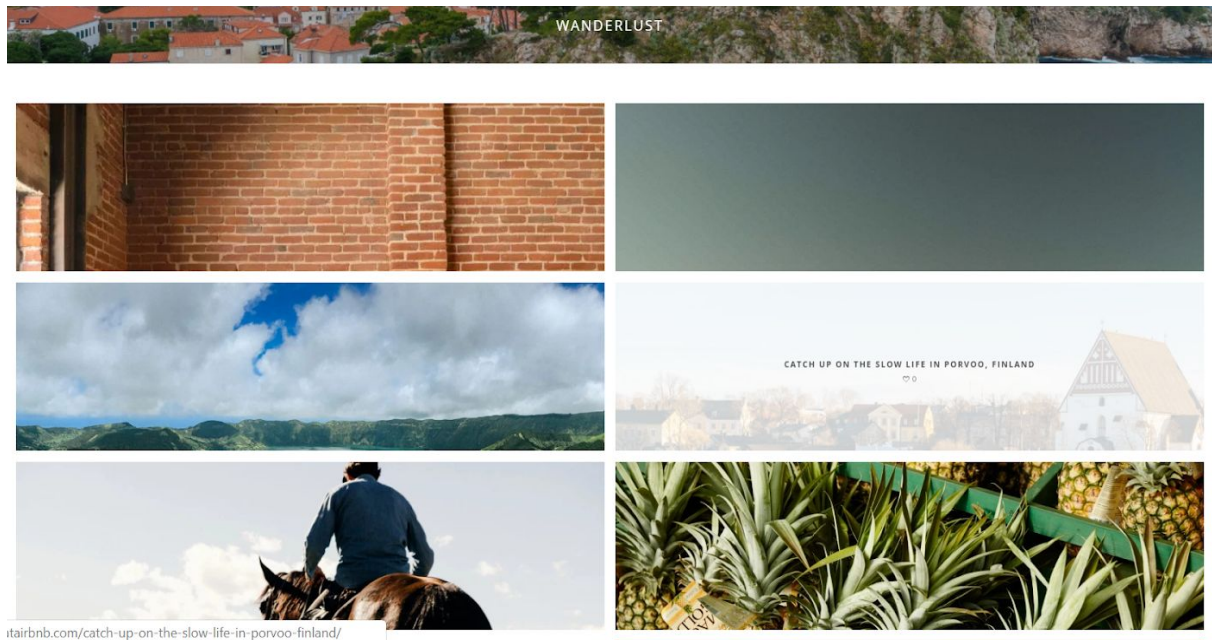 WANDERLUST
CATCH UP ON THE SLOW LIFE IN PORVOO, FINLAND
♡ 0
ntairbnb.com/catch-up-on-the-slow-life-in-porvoo-finland/